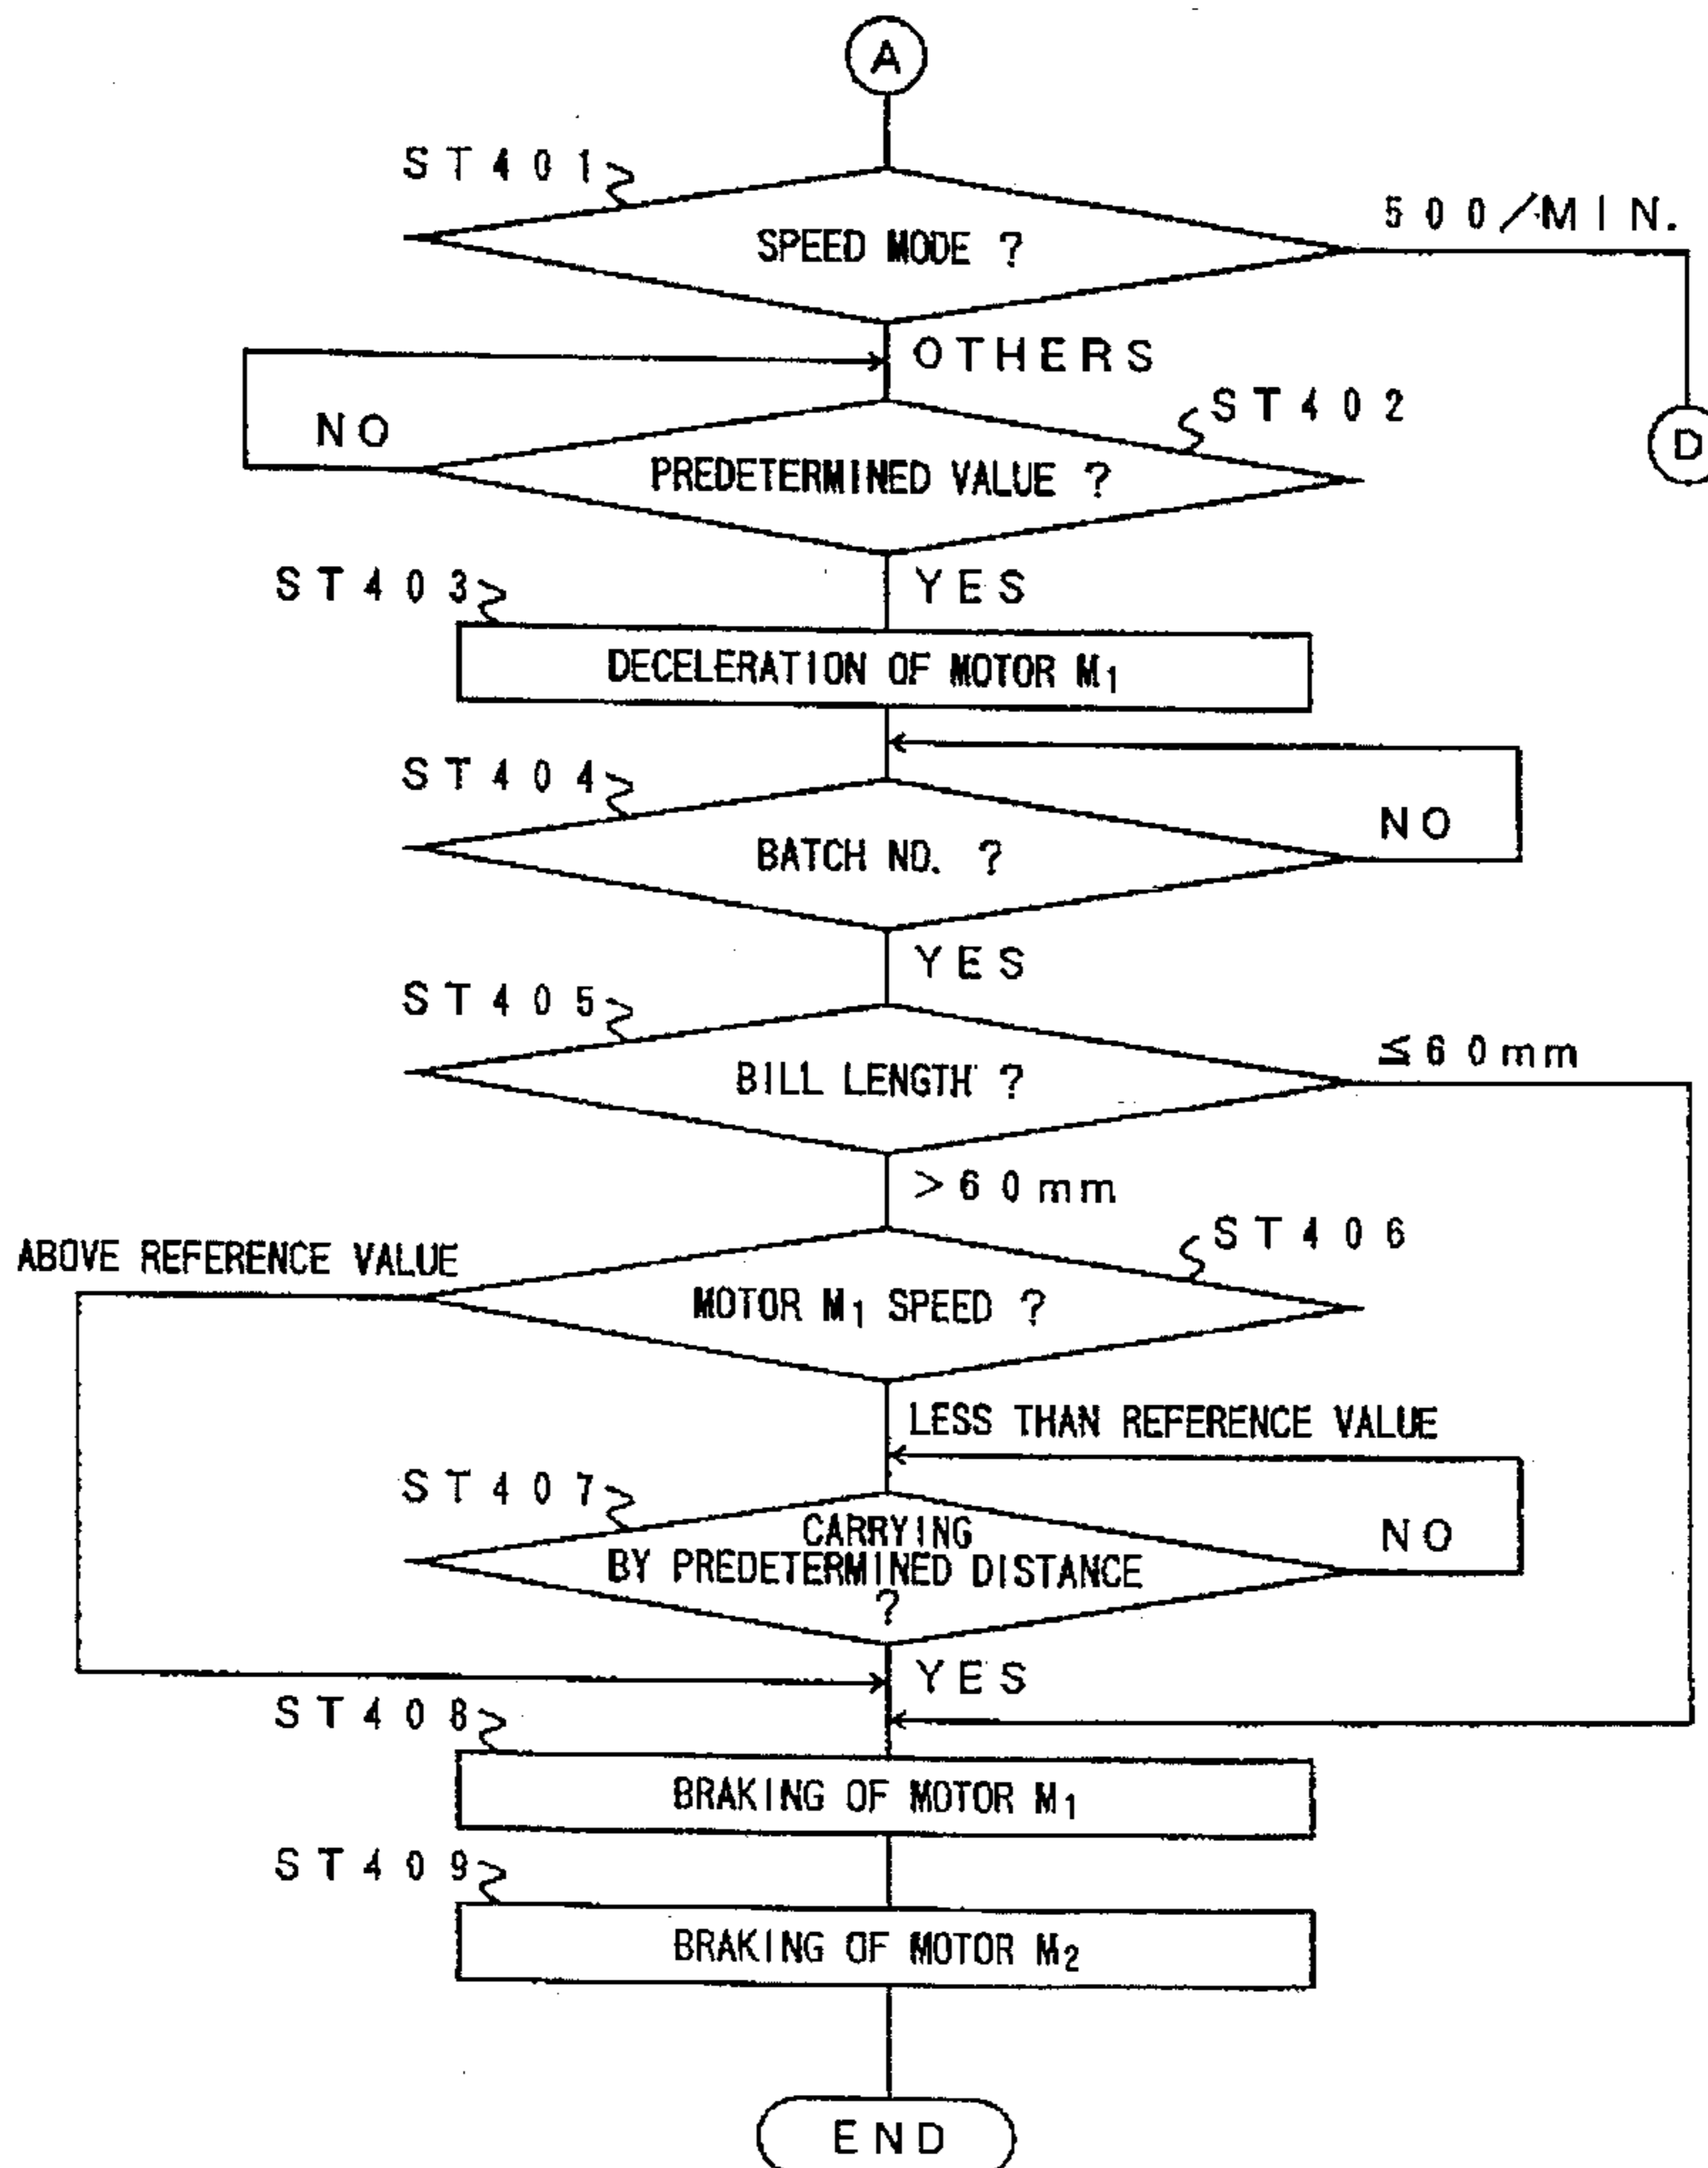 A
ST401
500/MIN.
SPEED MODE ?
OTHERS
ST402
NO
D
PREDETERMINED VALUE ?
ST403
YES
DECELERATION OF MOTOR M1
ST404
NO
BATCH NO. ?
YES
ST405
≦60mm
BILL LENGTH ?
>60mm
ST406
ABOVE REFERENCE VALUE
MOTOR M1 SPEED ?
LESS THAN REFERENCE VALUE
ST407
CARRYING
NO
BY PREDETERMINED DISTANCE
?
YES
ST408
BRAKING OF MOTOR M1
ST409
BRAKING OF MOTOR M2
END